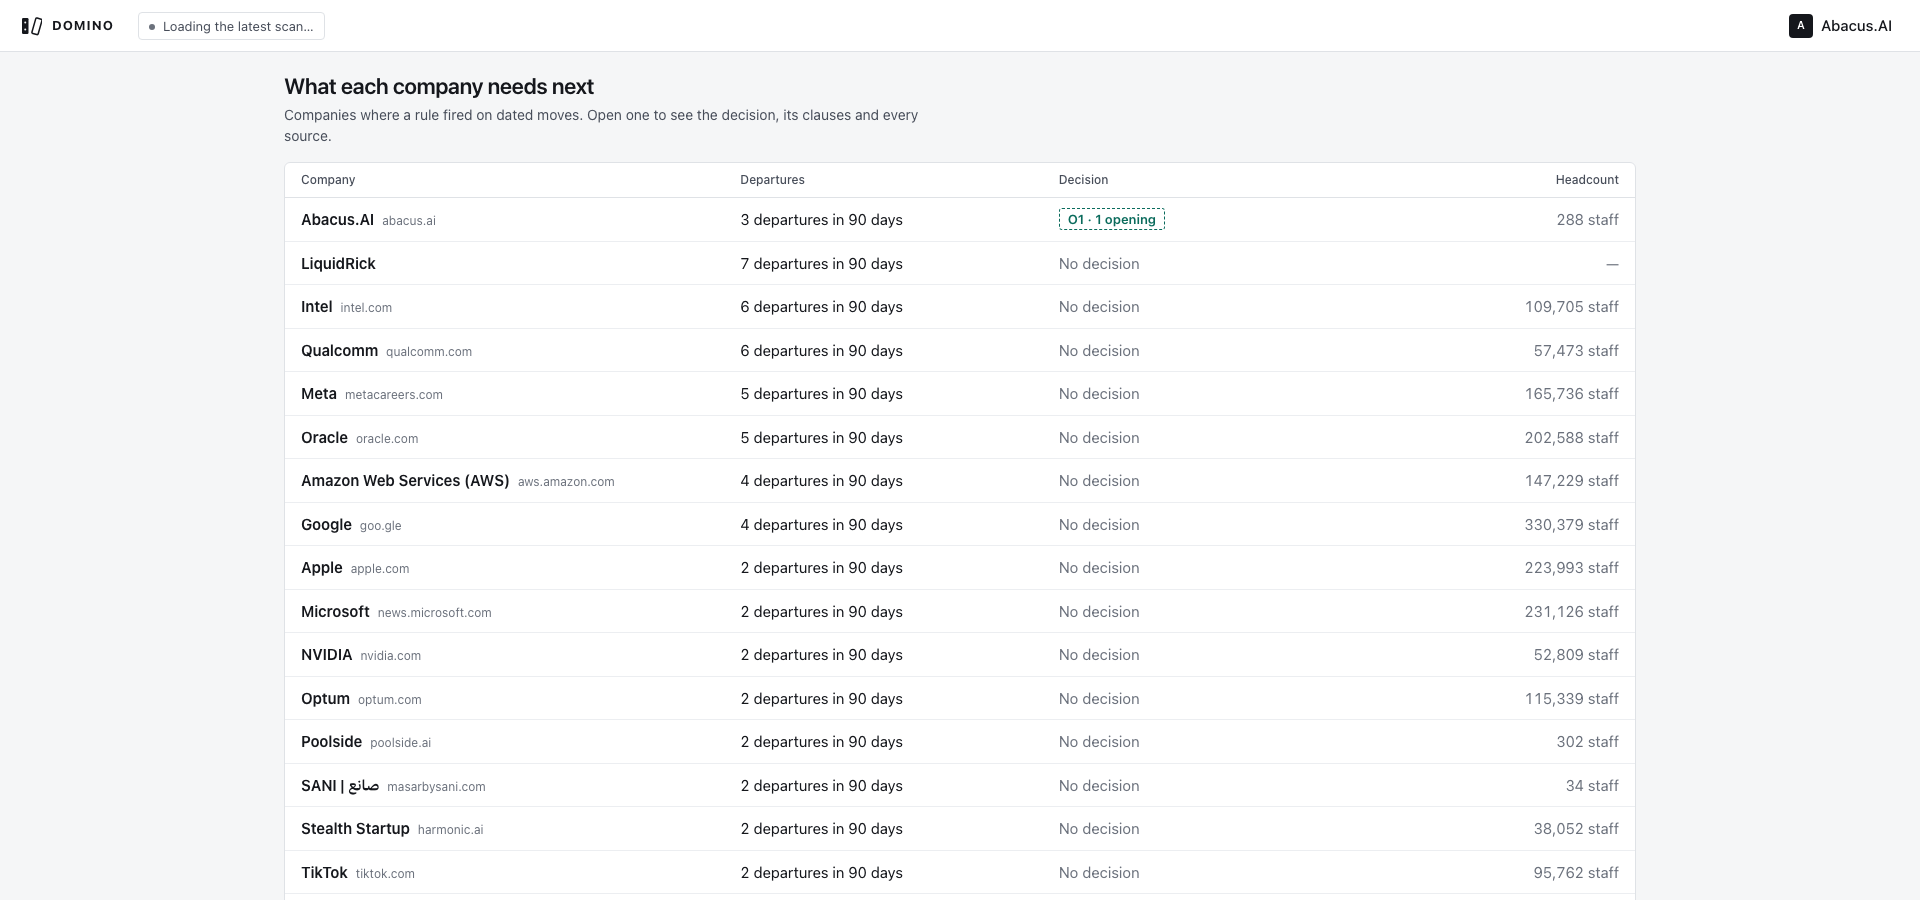 DOMINO Loading the latest scan... A Abacus.AI
What each company needs next
Companies where a rule fired on dated moves. Open one to see the decision, its clauses and every
source.
Company Departures Decision Headcount
Abacus.AI abacus.ai 3 departures in 90 days O1 · 1 opening 288 staff
LiquidRick 7 departures in 90 days No decision —
Intel intel.com 6 departures in 90 days No decision 109,705 staff
Qualcomm qualcomm.com 6 departures in 90 days No decision 57,473 staff
Meta metacareers.com 5 departures in 90 days No decision 165,736 staff
Oracle oracle.com 5 departures in 90 days No decision 202,588 staff
Amazon Web Services (AWS) aws.amazon.com 4 departures in 90 days No decision 147,229 staff
Google goo.gle 4 departures in 90 days No decision 330,379 staff
Apple apple.com 2 departures in 90 days No decision 223,993 staff
Microsoft news.microsoft.com 2 departures in 90 days No decision 231,126 staff
NVIDIA nvidia.com 2 departures in 90 days No decision 52,809 staff
Optum optum.com 2 departures in 90 days No decision 115,339 staff
Poolside poolside.ai 2 departures in 90 days No decision 302 staff
SANI | صانع masarbysani.com 2 departures in 90 days No decision 34 staff
Stealth Startup harmonic.ai 2 departures in 90 days No decision 38,052 staff
TikTok tiktok.com 2 departures in 90 days No decision 95,762 staff